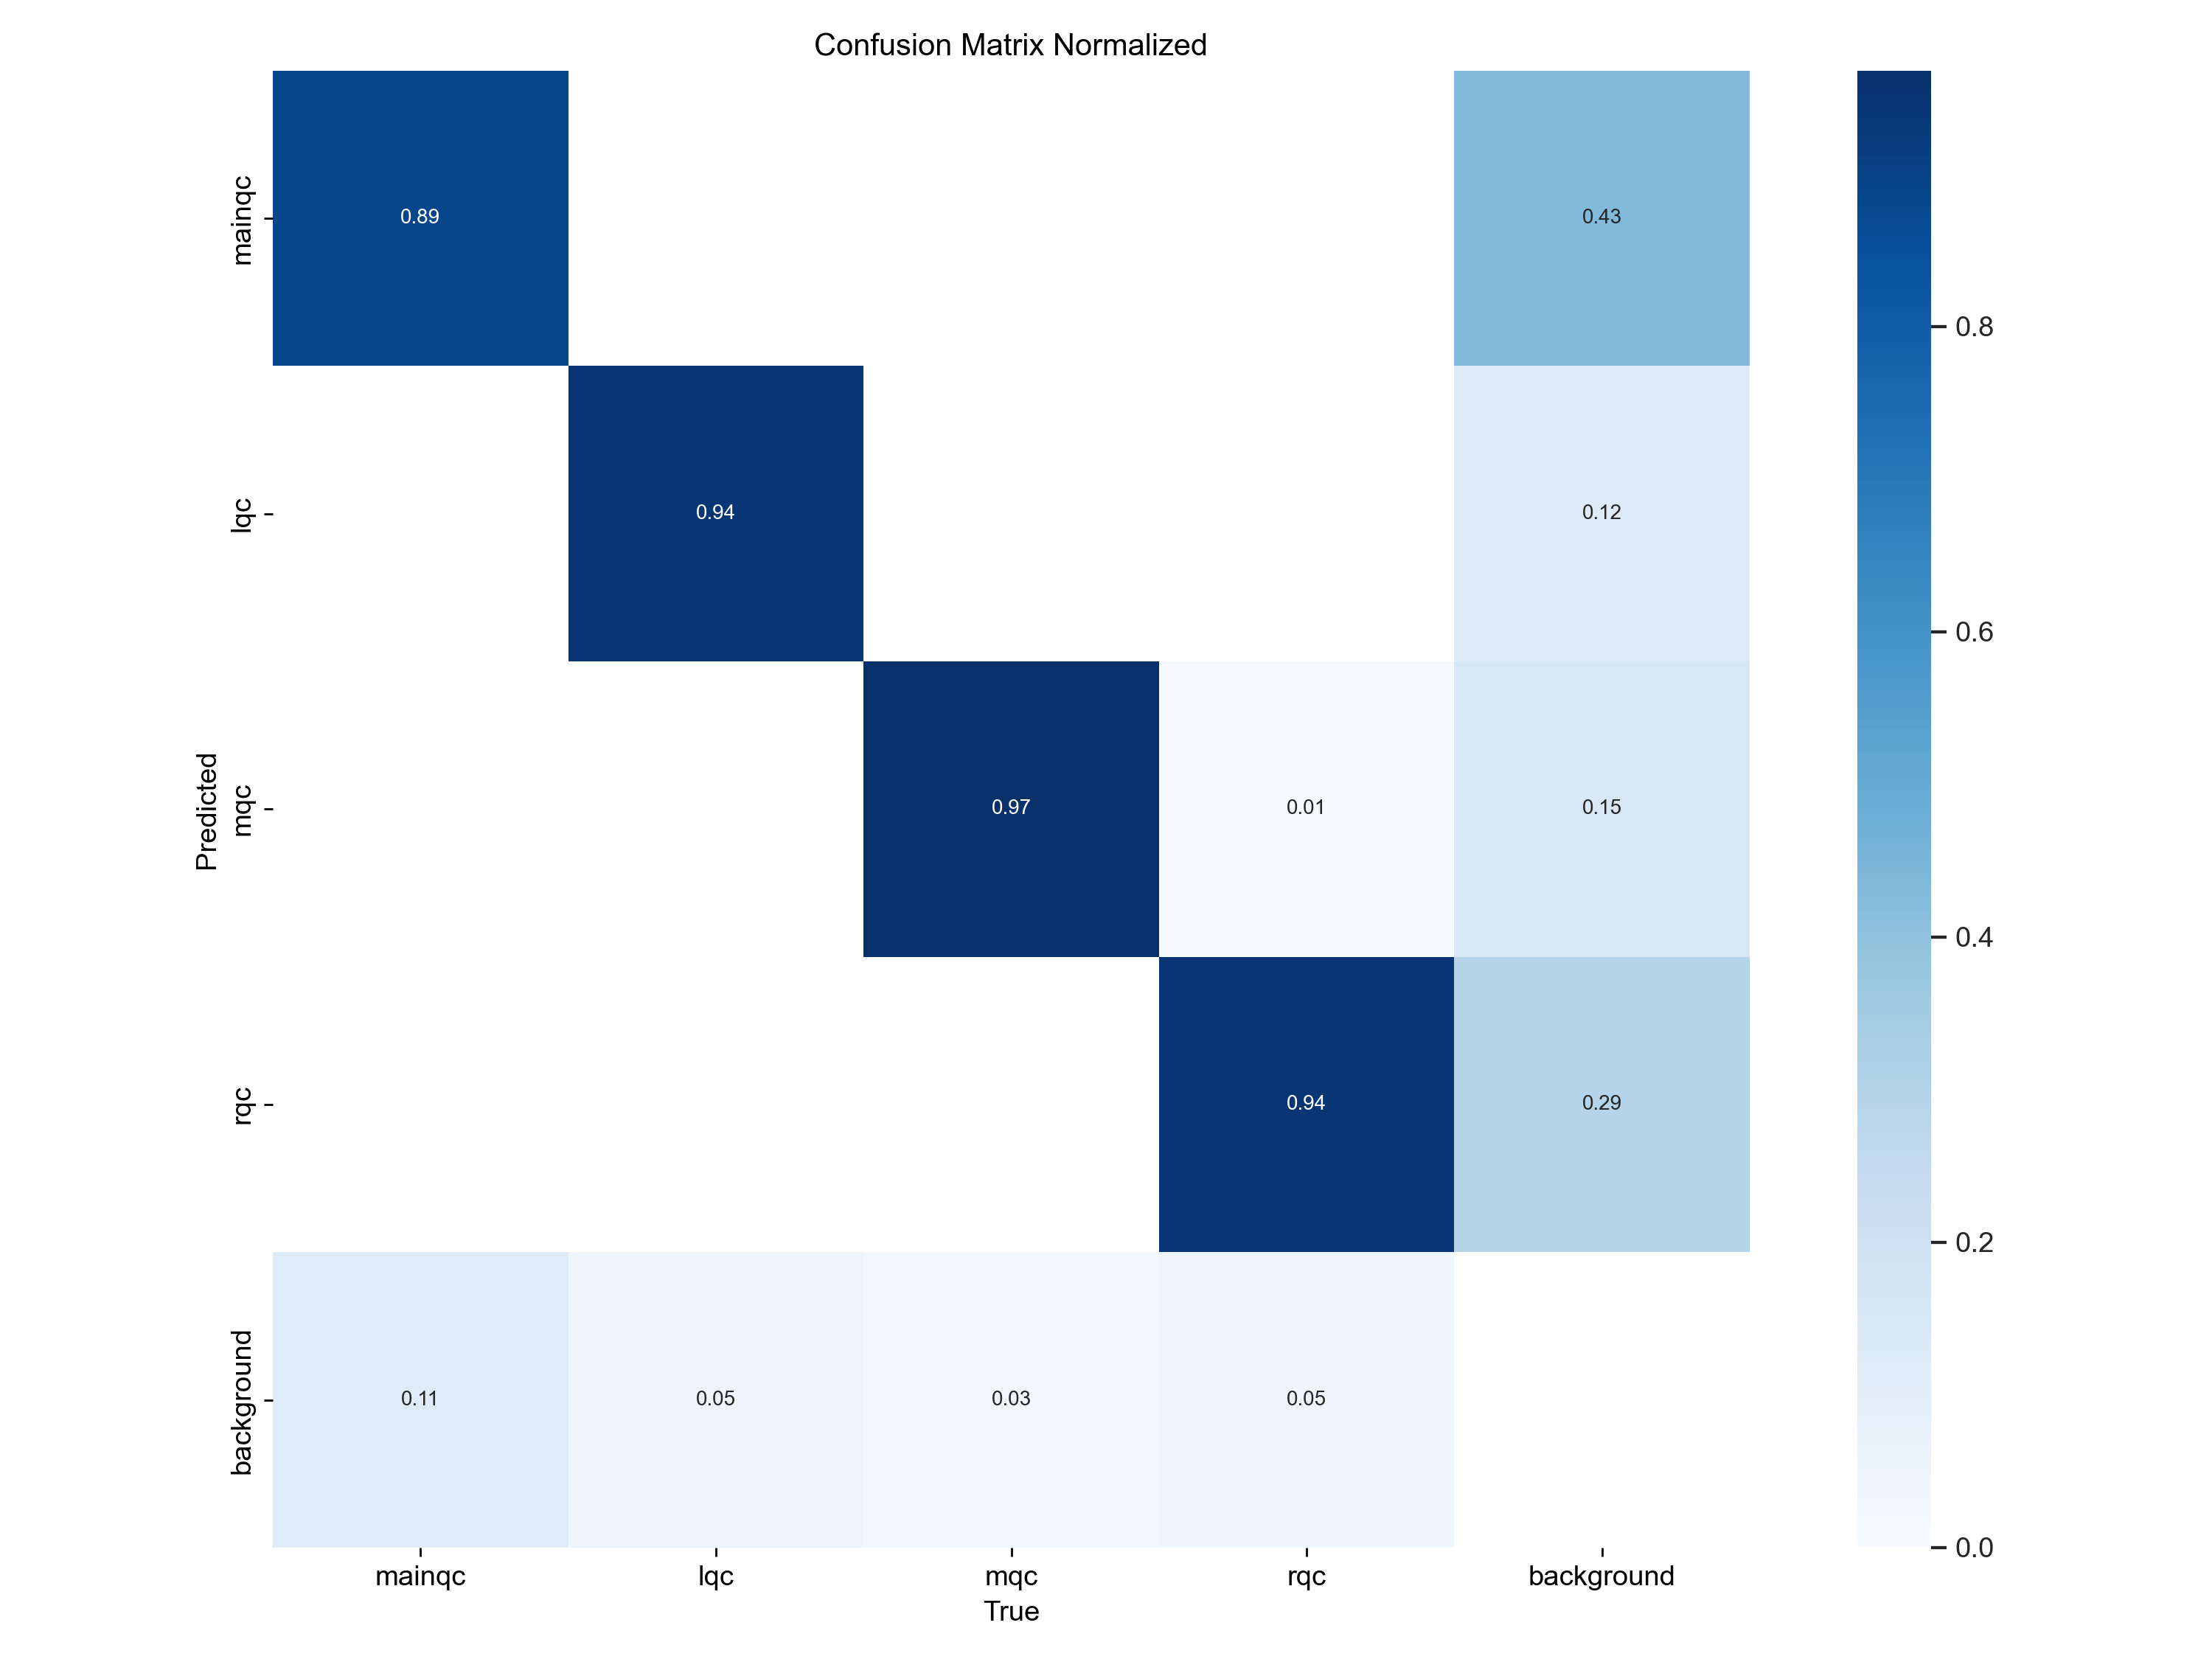 Confusion Matrix Normalized
mainqc
0.89
0.43
lqc
0.94
0.12
mqc
0.97
0.01
0.15
rqc
0.94
0.29
background
0.11
0.05
0.03
0.05
Predicted
mainqc
lqc
mqc
rqc
background
True
0.8
0.6
0.4
0.2
0.0